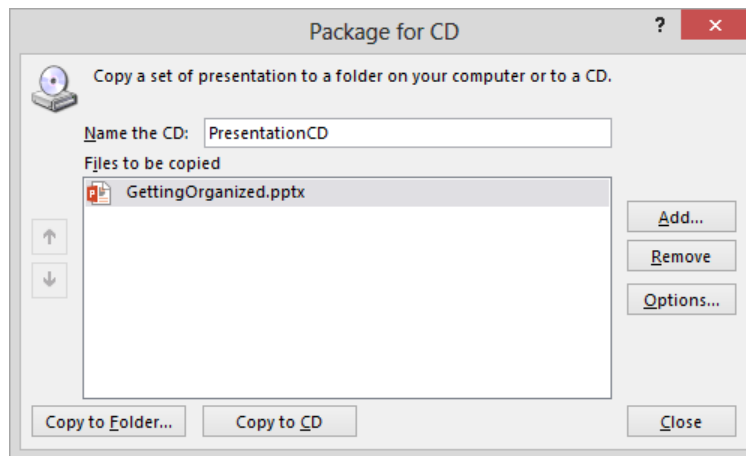 Package for CD
?
Copy a set of presentation to a folder on your computer or to a CD.
Name the CD: PresentationCD
Files to be copied
GettingOrganized.pptx
Add...
Remove
Options...
Copy to Folder... Copy to CD Close